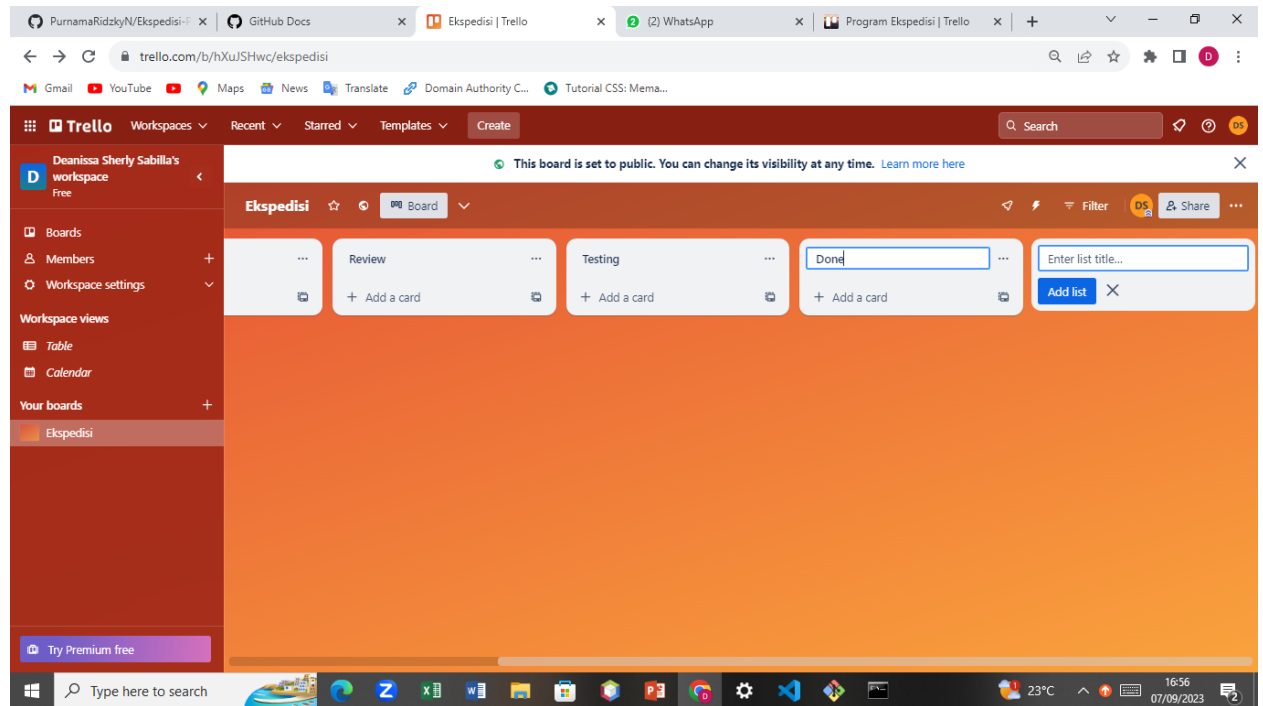 PurnamaRidzkyN/Ekspedisi-F
GitHub Docs
Ekspedisi | Trello
(2) WhatsApp
Program Ekspedisi | Trello
trello.com/b/hXuJSHwc/ekspedisi
D
Gmail
YouTube
Maps
News
Translate
Domain Authority C...
Tutorial CSS: Mema...
Trello
Workspaces
Recent
Starred
Templates
Create
Search
DS
D
Deanissa Sherly Sabilla's
workspace
Free
This board is set to public. You can change its visibility at any time. Learn more here
Ekspedisi
Board
Filter
DS
Share
Boards
Members
Workspace settings
Workspace views
Table
Calendar
Your boards
Ekspedisi
Try Premium free
Review
Add a card
Testing
Add a card
Done
Add a card
Enter list title...
Add list
Type here to search
23°C
16:56
07/09/2023
2